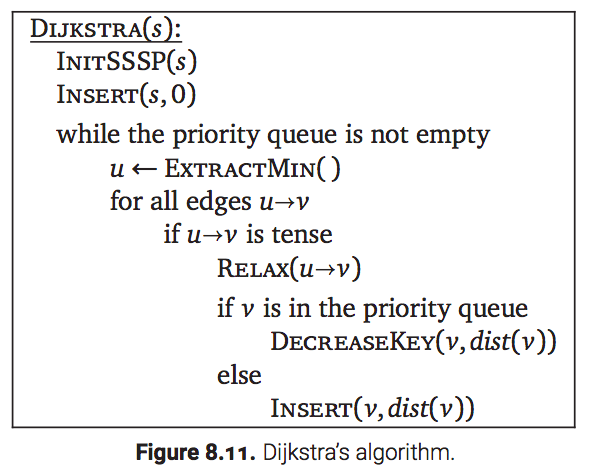 DIJKSTRA(s):
INITSSSP(s)
INSERT(s, 0)
while the priority queue is not empty
u ← EXTRACTMIN( )
for all edges u→v
if u→v is tense
RELAX(u→v)
if v is in the priority queue
DECREASEKEY(v, dist(v))
else
INSERT(v, dist(v))
Figure 8.11. Dijkstra’s algorithm.